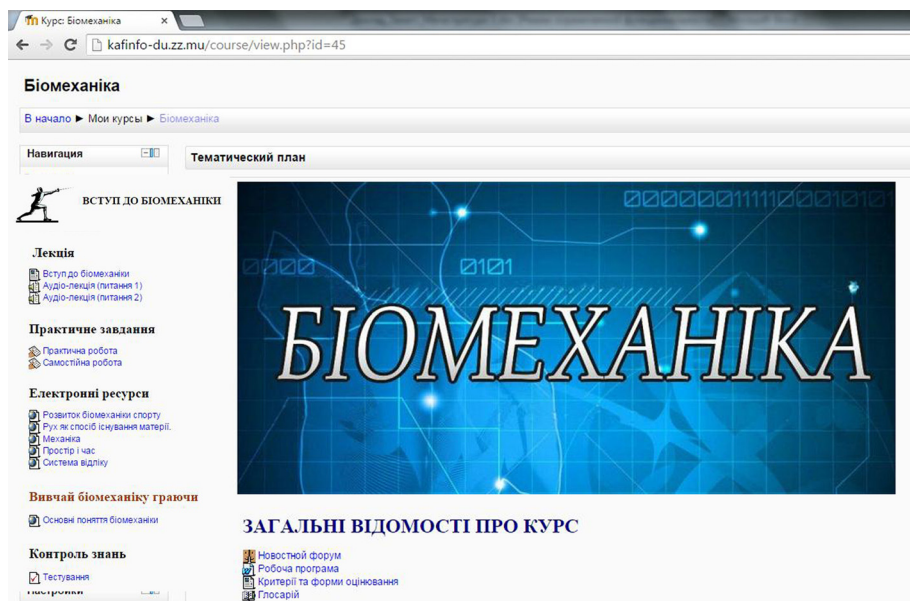 Курс: Біомеханіка
kafinfo-du.zz.mu/course/view.php?id=45
Біомеханіка
В начало ► Мои курсы ► Біомеханіка
Навигация
Тематический план
ВСТУП ДО БІОМЕХАНІКИ
Лекція
Вступ до біомеханіки
Аудіо-лекція (питання 1)
Аудіо-лекція (питання 2)
Практичне завдання
Практична робота
Самостійна робота
Електронні ресурси
Розвиток біомеханіки спорту
Рух як спосіб існування матерії.
Механіка
Простір і час
Система відліку
Вивчай біомеханіку граючи
Основні поняття біомеханіки
Контроль знань
Тестування
Настройки
0000001111100010101
0000
0101
БІОМЕХАНІКА
ЗАГАЛЬНІ ВІДОМОСТІ ПРО КУРС
Новостной форум
Робоча програма
Критерії та форми оцінювання
Глосарій